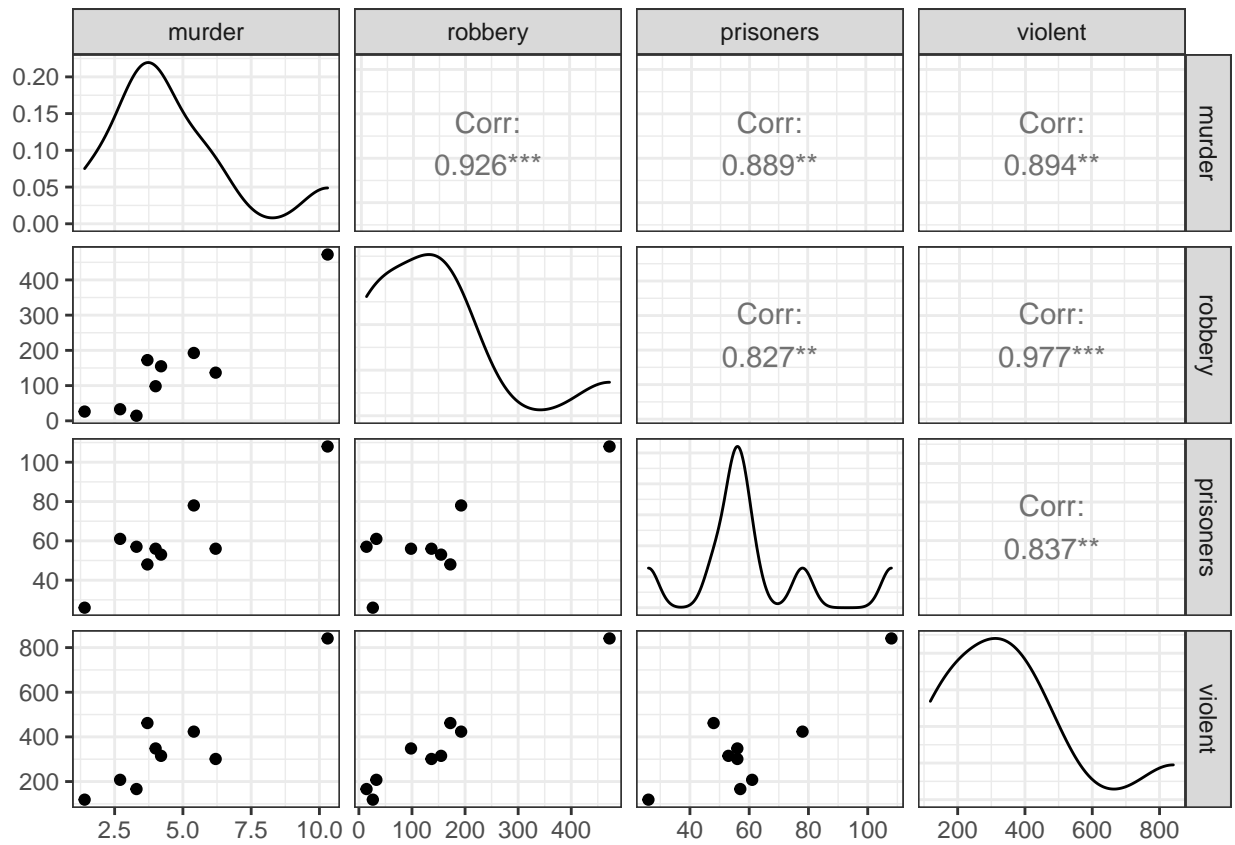 murder robbery prisoners violent
0.20
0.15
0.10
0.05
0.00
Corr:
0.926***
Corr:
0.889**
Corr:
0.894**
murder
400
300
200
100
0
Corr:
0.827**
Corr:
0.977***
robbery
100
80
60
40
Corr:
0.837**
prisoners
800
600
400
200
violent
2.5 5.0 7.5 10.0 0 100 200 300 400 40 60 80 100 200 400 600 800